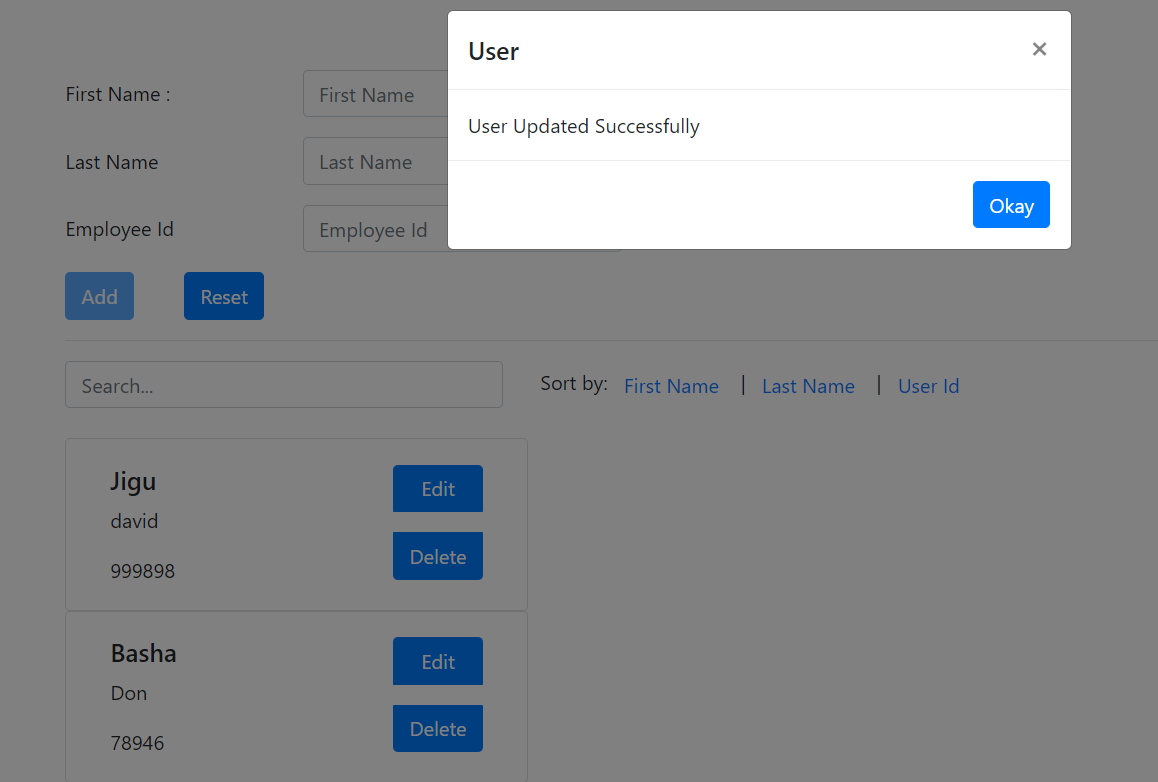 User ×
User Updated Successfully
Okay
First Name : First Name
Last Name Last Name
Employee Id Employee Id
Add Reset
Search... Sort by: First Name | Last Name | User Id
Jigu Edit
david
Delete
999898
Basha Edit
Don
Delete
78946